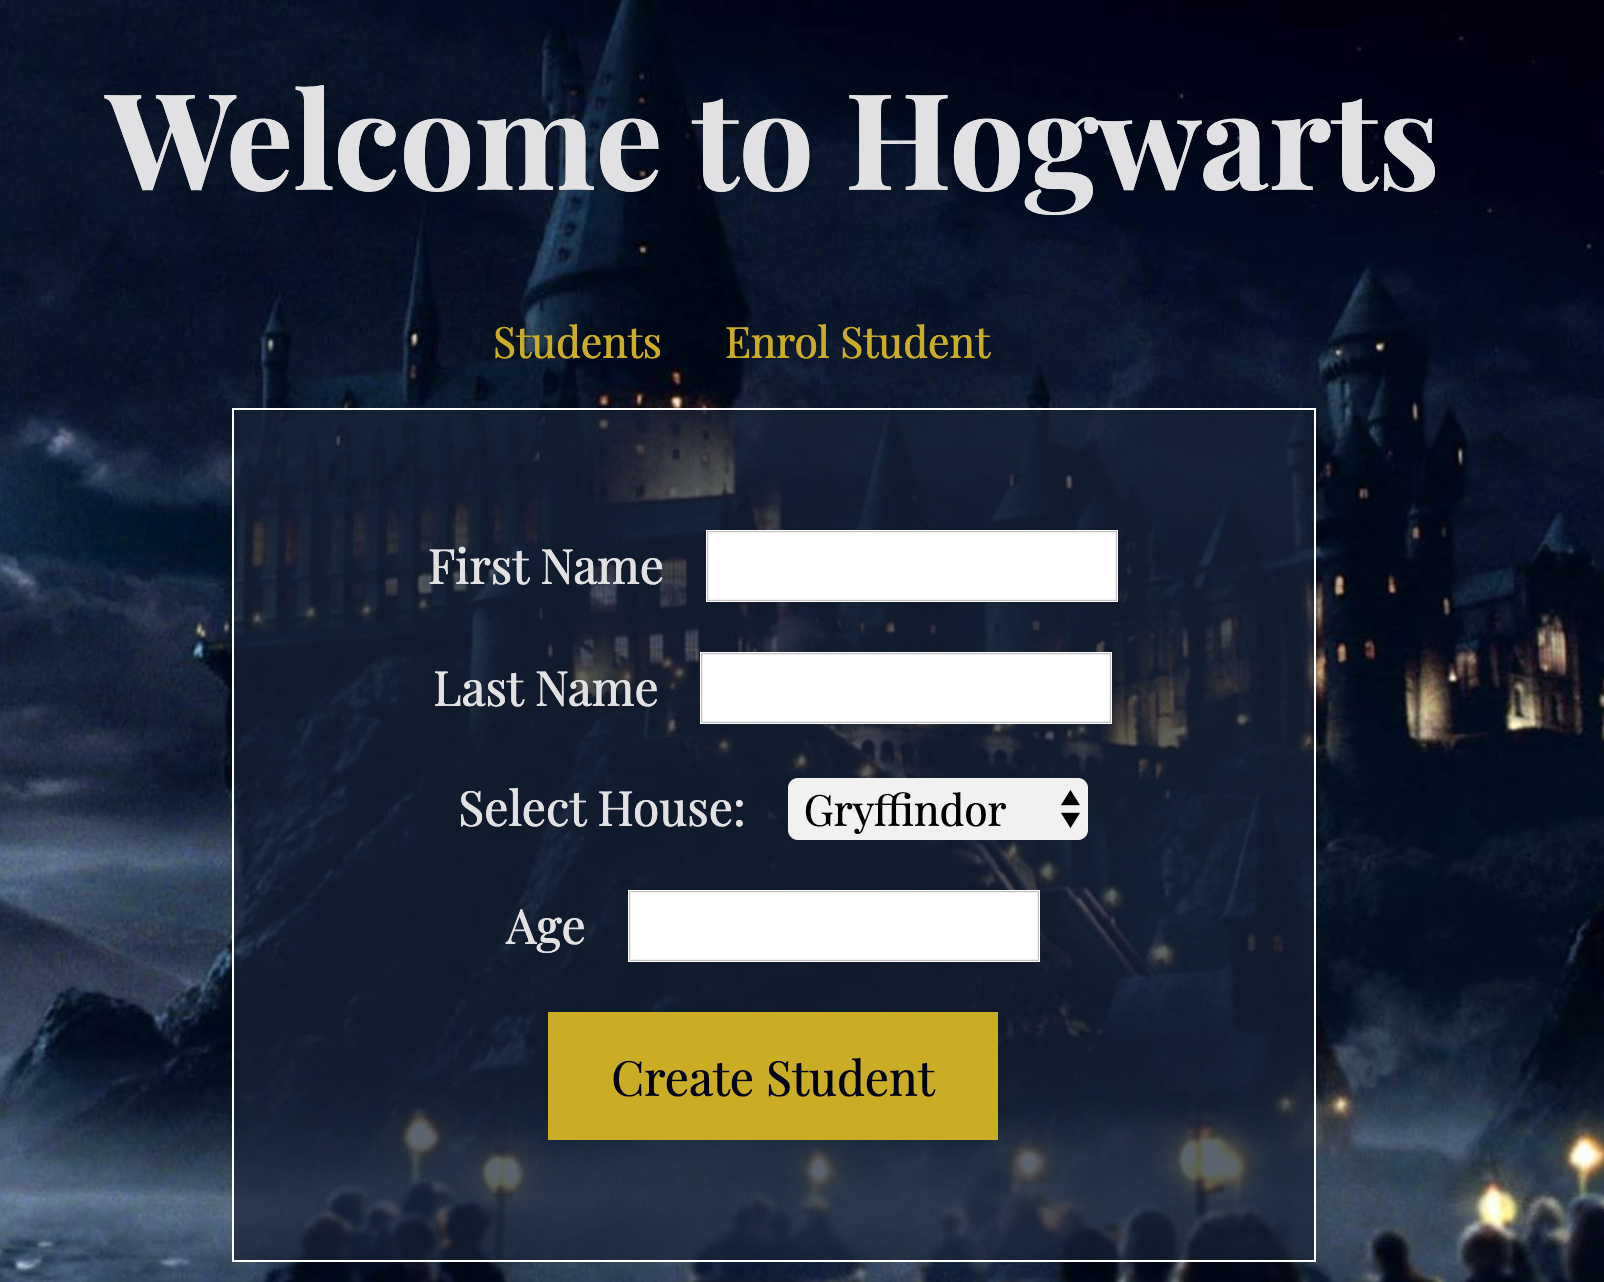 Welcome to Hogwarts
Students Enrol Student
First Name
Last Name
Select House: Gryffindor
Age
Create Student